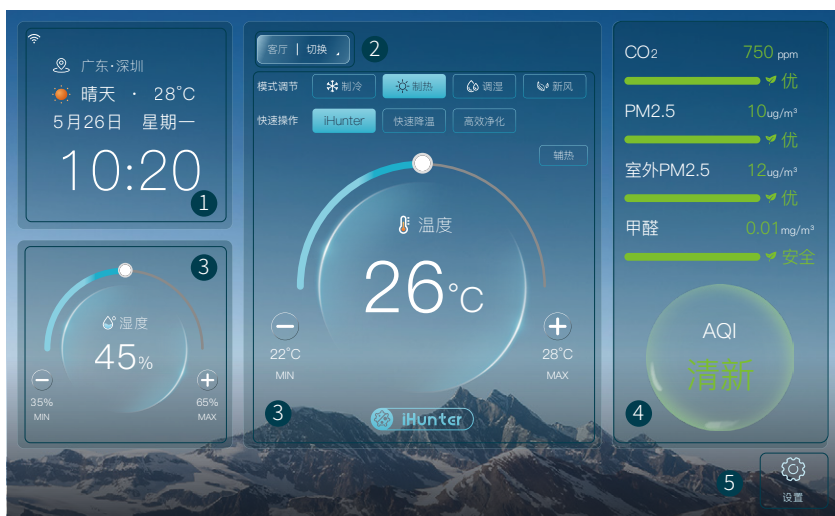 广东·深圳
晴天 · 28°C
5月26日 星期一
10:20
1
3
湿度
45%
35%
MIN
65%
MAX
客厅 | 切换
2
模式调节 制冷 制热 调湿 新风
快速操作 iHunter 快速降温 高效净化
辅热
温度
26°C
22°C
MIN
28°C
MAX
3
iHunter
CO2 750 ppm
优
PM2.5 10ug/m³
优
室外PM2.5 12ug/m³
优
甲醛 0.01mg/m³
安全
AQI
清新
4
5
设置